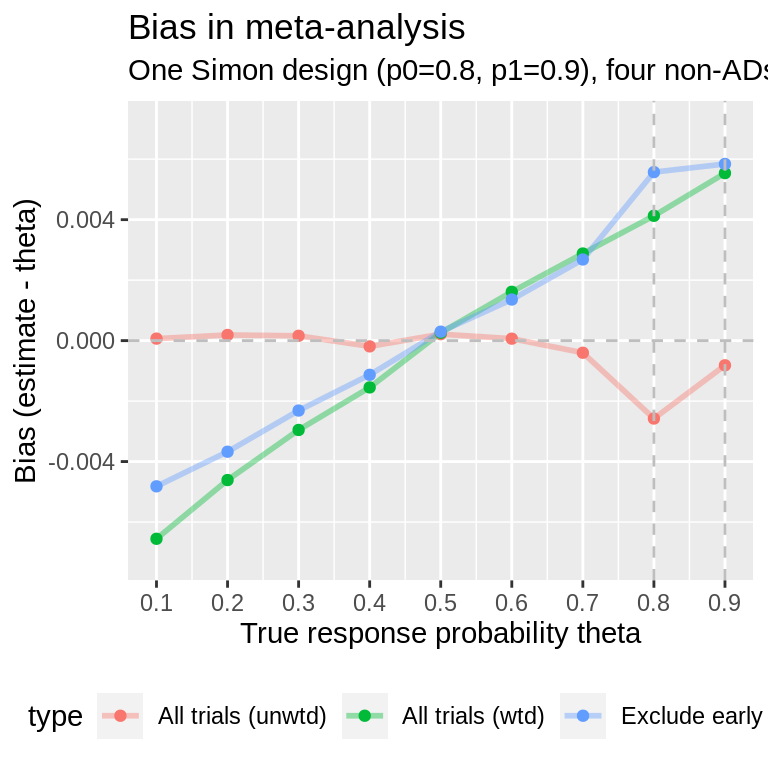 Bias in meta-analysis
One Simon design (p0=0.8, p1=0.9), four non-ADs
Bias (estimate - theta)
0.004
0.000
-0.004
0.1 0.2 0.3 0.4 0.5 0.6 0.7 0.8 0.9
True response probability theta
type All trials (unwtd) All trials (wtd) Exclude early